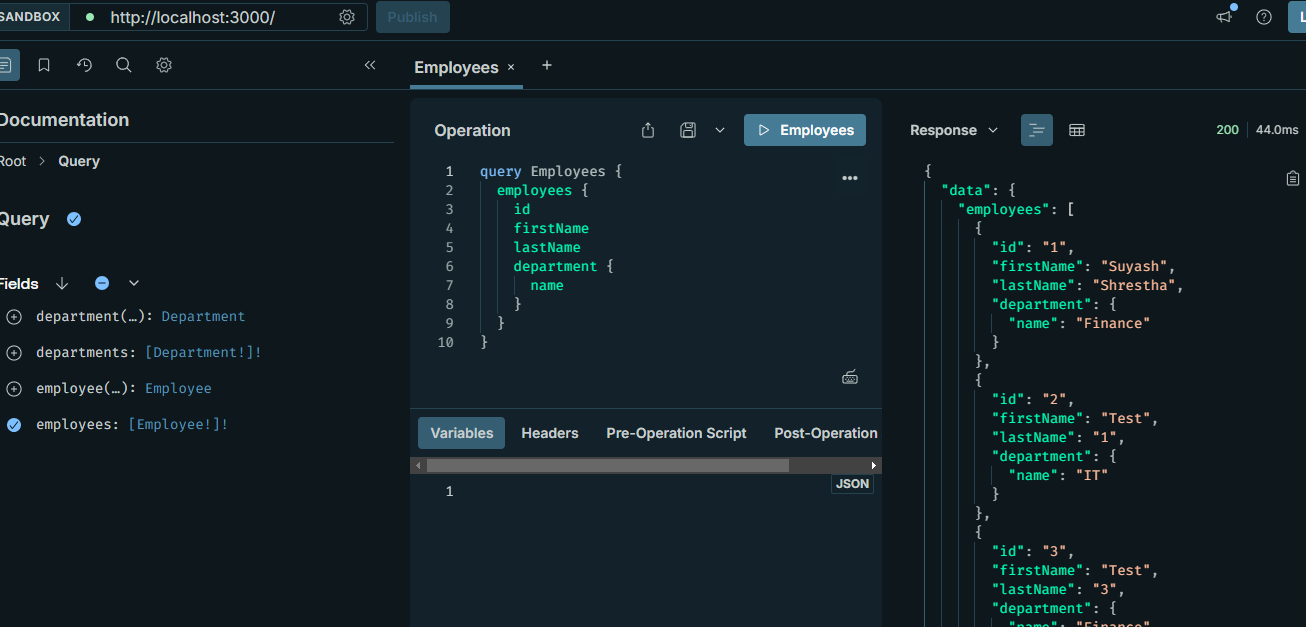 SANDBOX
http://localhost:3000/
Publish
Documentation
Root > Query
Query
Fields
department(…): Department
departments: [Department!]!
employee(…): Employee
employees: [Employee!]!
Employees × +
Operation
Employees
1 query Employees {
2 employees {
3 id
4 firstName
5 lastName
6 department {
7 name
8 }
9 }
10 }
Variables Headers Pre-Operation Script Post-Operation
JSON
1
Response
200 44.0ms
{
"data": {
"employees": [
{
"id": "1",
"firstName": "Suyash",
"lastName": "Shrestha",
"department": {
"name": "Finance"
}
},
{
"id": "2",
"firstName": "Test",
"lastName": "1",
"department": {
"name": "IT"
}
},
{
"id": "3",
"firstName": "Test",
"lastName": "3",
"department": {
"name": "Finance"